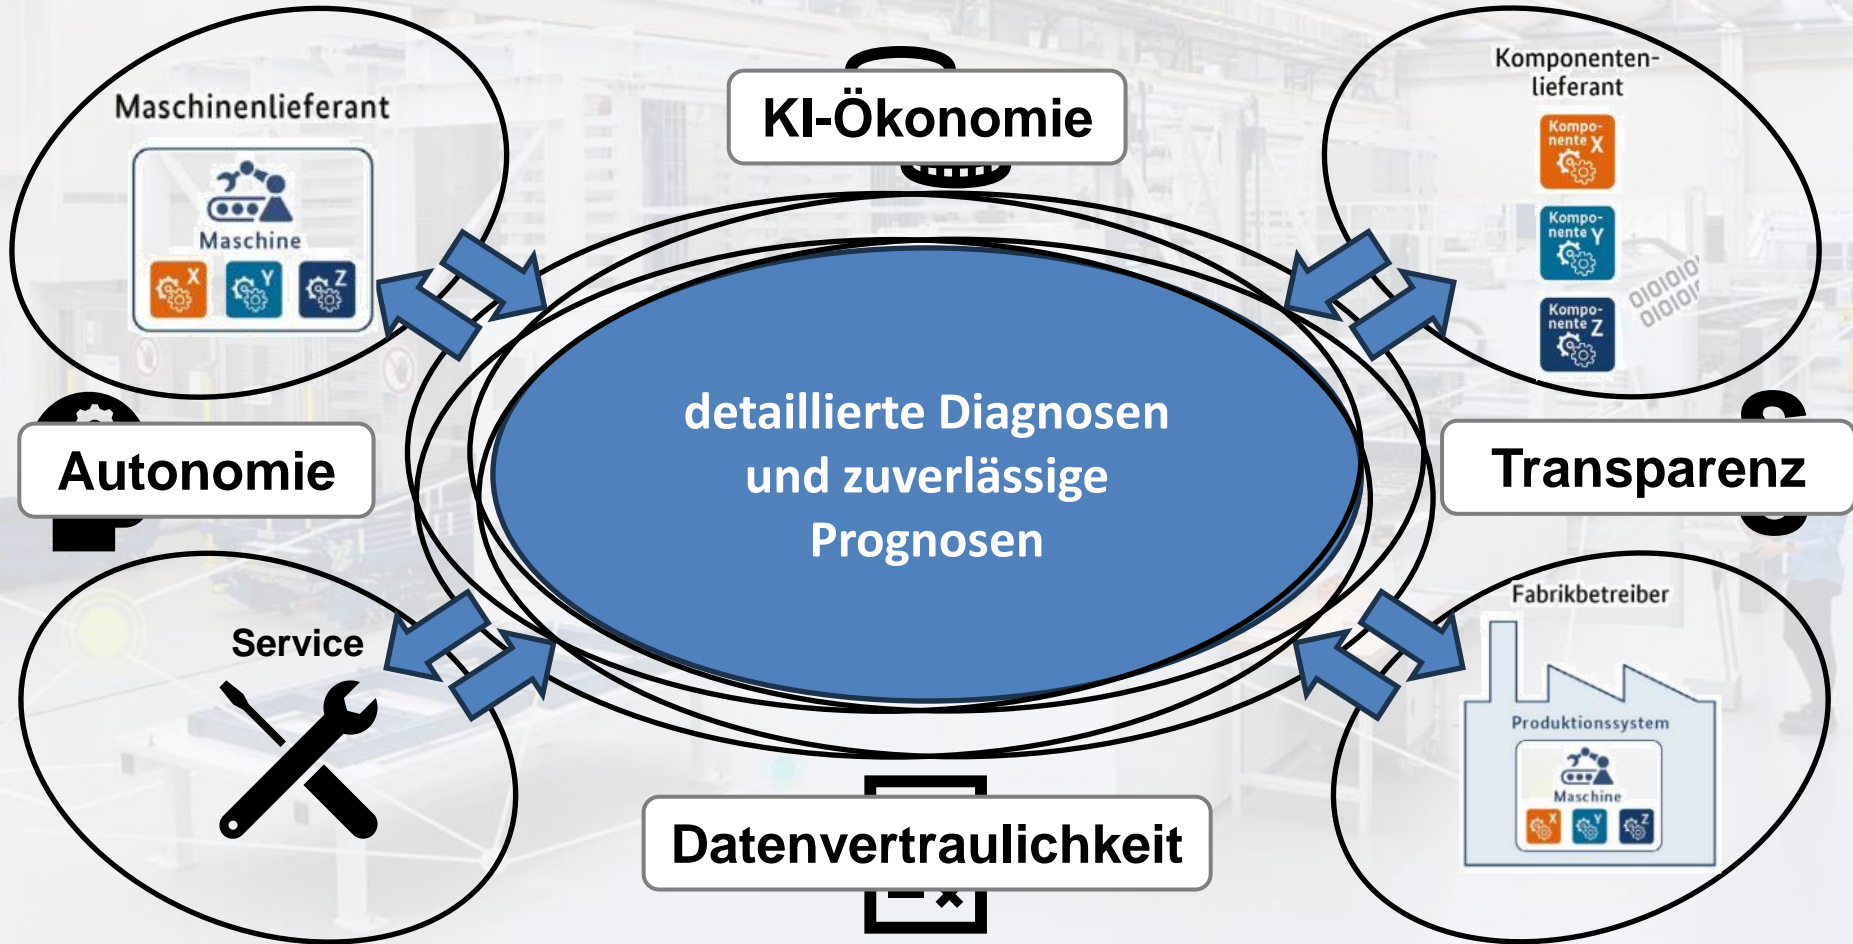 Maschinenlieferant
Maschine
X
Y
Z
KI-Ökonomie
Komponenten-
lieferant
Kompo-
nente X
Kompo-
nente Y
Kompo-
nente Z
010101
010101
detaillierte Diagnosen
und zuverlässige
Prognosen
Autonomie
Transparenz
Service
Datenvertraulichkeit
Fabrikbetreiber
Produktionssystem
Maschine
X
Y
Z